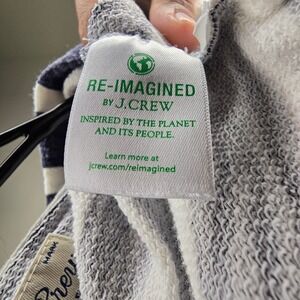 RE-IMAGINED
BY J.CREW
INSPIRED BY THE PLANET
AND ITS PEOPLE.
Learn more at
jcrew.com/reimagined